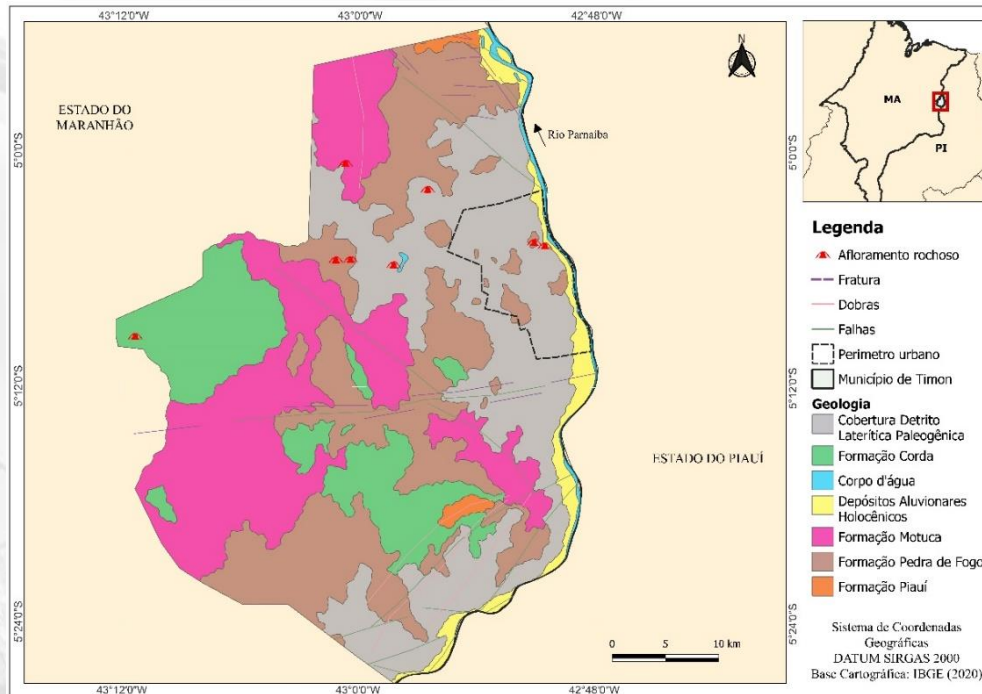 43°12'0"W
43°00'0"W
42°48'0"W
ESTADO DO
MARANHÃO
N
Rio Parnaiba
MA
PI
5°0'0"S
5°0'0"S
5°12'0"S
5°12'0"S
ESTADO DO PIAUÍ
5°24'0"S
5°24'0"S
0 5 10 km
43°12'0"W
43°00'0"W
42°48'0"W
Legenda
Afloramento rochoso
Fratura
Dobras
Falhas
Perimetro urbano
Município de Timon
Geologia
Cobertura Detrito
Laterítica Paleogênica
Formação Corda
Corpo d'água
Depósitos Aluvionares
Holocênicos
Formação Motuca
Formação Pedra de Fogo
Formação Piauí
Sistema de Coordenadas
Geográficas
DATUM SIRGAS 2000
Base Cartográfica: IBGE (2020)